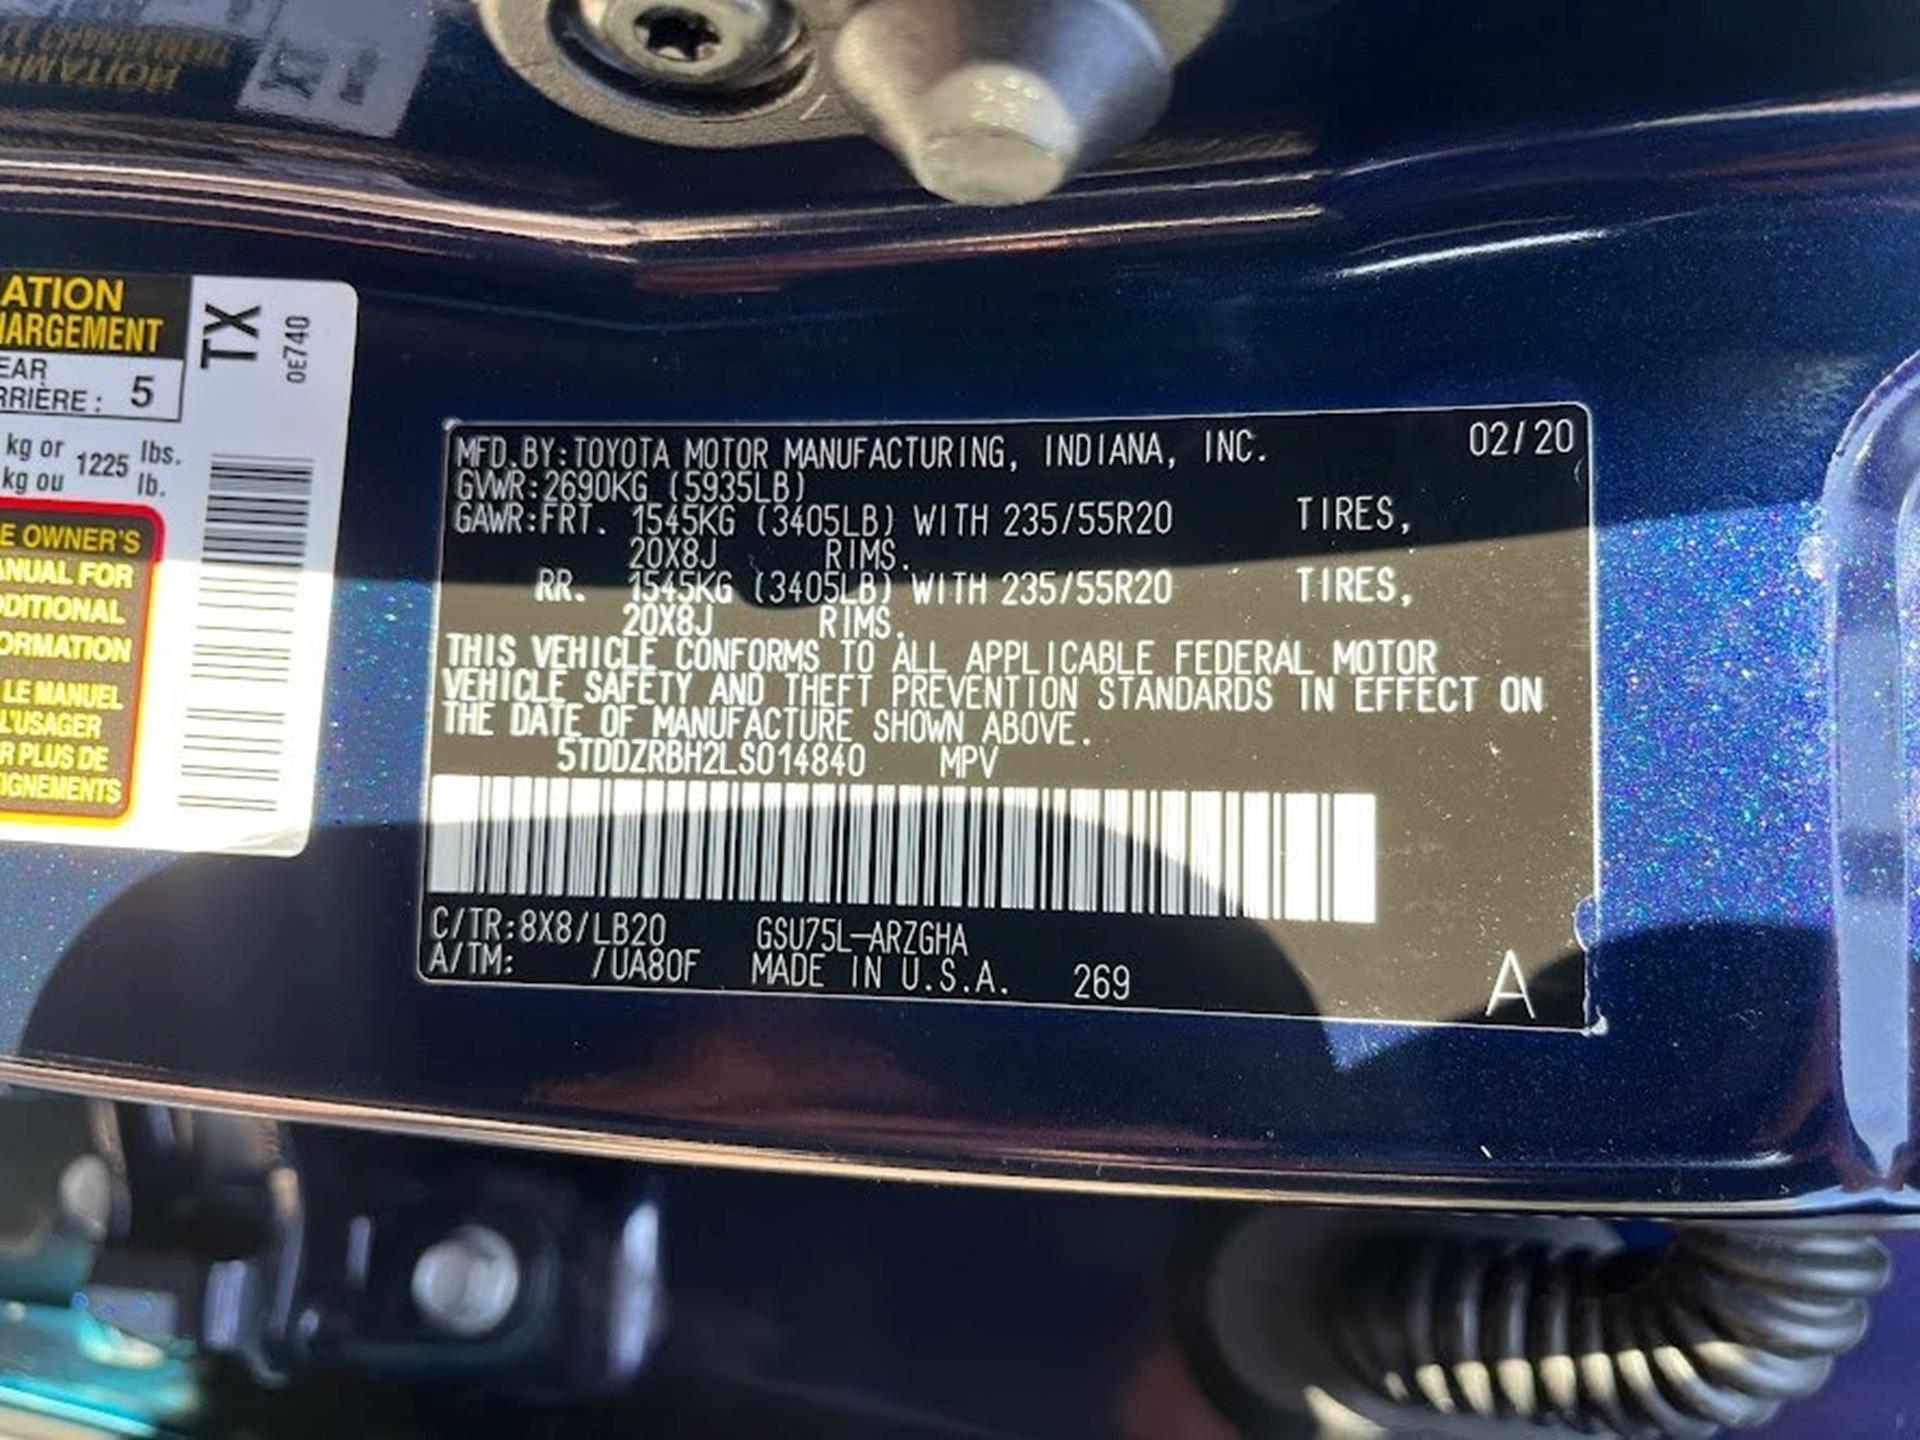 ATION
HARGEMENT
TX
0E740
EAR
RRIÈRE : 5
kg or 1225 lbs.
kg ou lb.
E OWNER'S
ANUAL FOR
DDITIONAL
ORMATION
LE MANUEL
L'USAGER
R PLUS DE
IGNEMENTS
MFD.BY:TOYOTA MOTOR MANUFACTURING, INDIANA, INC. 02/20
GVWR:2690KG (5935LB)
GAWR:FRT. 1545KG (3405LB) WITH 235/55R20 TIRES,
20X8J RIMS.
RR. 1545KG (3405LB) WITH 235/55R20 TIRES,
20X8J RIMS.
THIS VEHICLE CONFORMS TO ALL APPLICABLE FEDERAL MOTOR
VEHICLE SAFETY AND THEFT PREVENTION STANDARDS IN EFFECT ON
THE DATE OF MANUFACTURE SHOWN ABOVE.
5TDDZRBH2LS014840 MPV
C/TR:8X8/LB20 GSU75L-ARZGHA
A/TM: /UA80F MADE IN U.S.A. 269 A